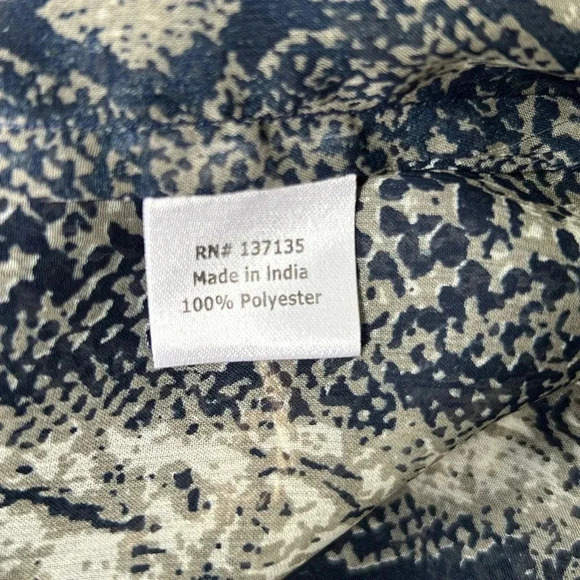 RN# 137135
Made in India
100% Polyester